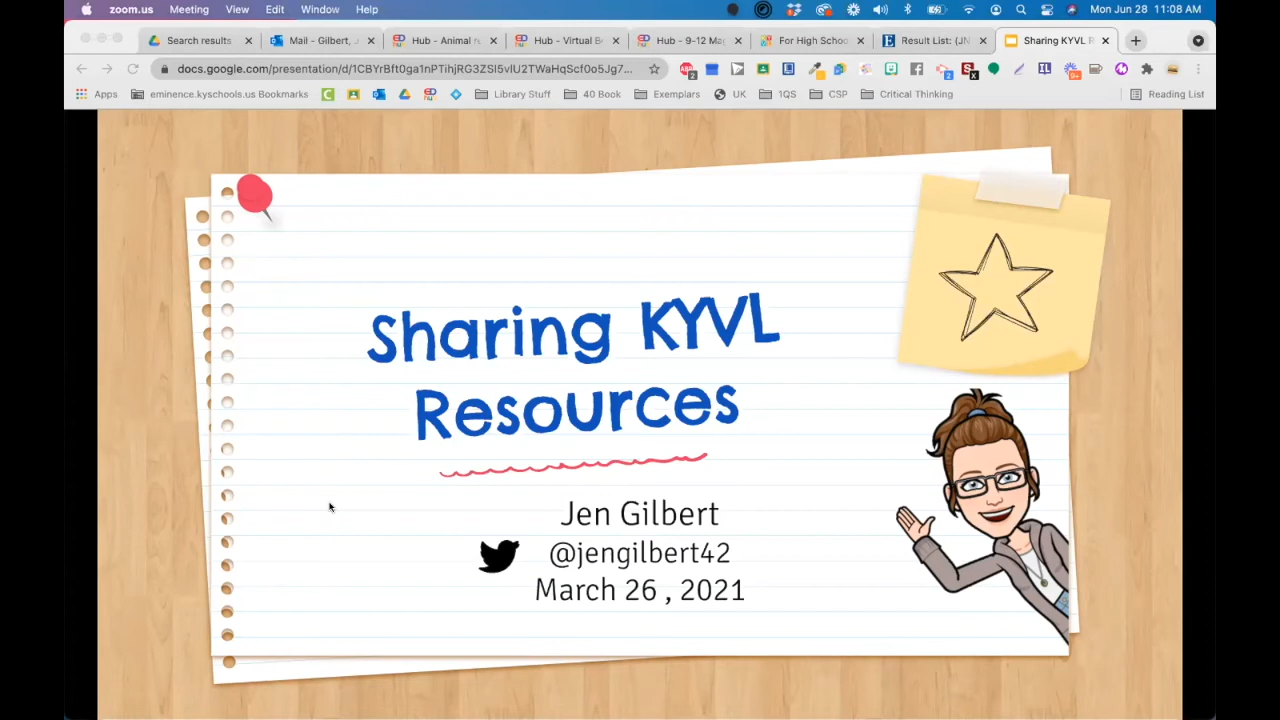 zoom.us Meeting View Edit Window Help Mon Jun 28 11:08 AM
Search results Mail - Gilbert, J Hub - Animal r Hub - Virtual B Hub - 9-12 Mag For High Schoo Result List: (JN Sharing KYVL R
docs.google.com/presentation/d/1CBYrBft0ga1nPTihjRG3ZSI5vIU2TWaHqScf0o5Jg7...
Apps eminence.kyschools.us Bookmarks Library Stuff 40 Book Exemplars UK 1QS CSP Critical Thinking Reading List
Sharing KYVL
Resources
Jen Gilbert
@jengilbert42
March 26 , 2021